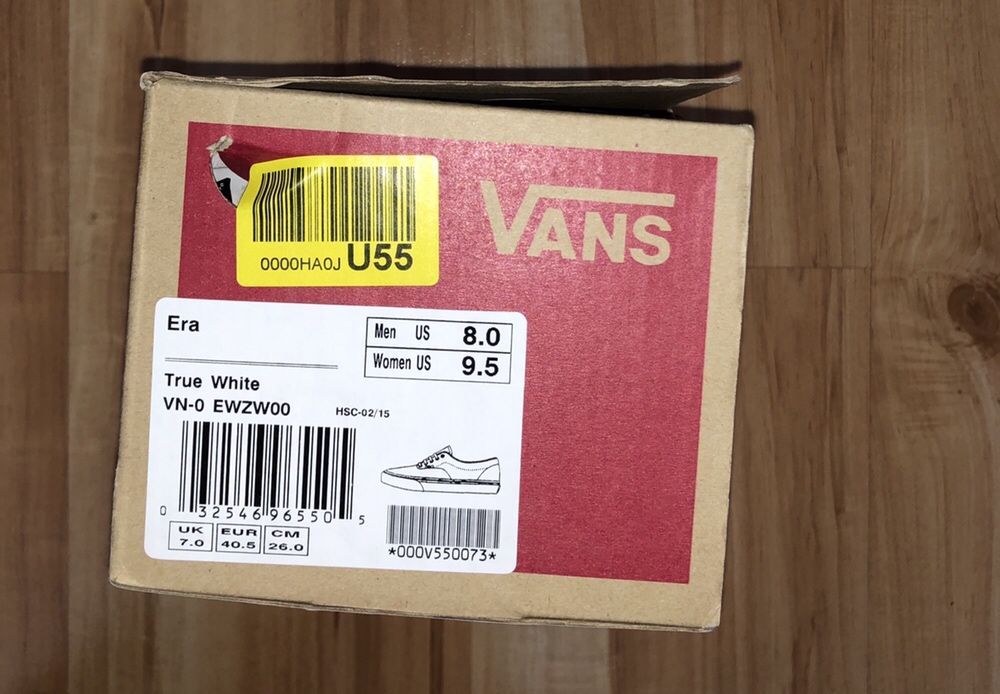 VANS
0000HA0J U55
Era
Men US 8.0
Women US 9.5
True White
VN-0 EWZW00
HSC-02/15
0 32546 96550 5
UK 7.0
EUR 40.5
CM 26.0
*000V550073*